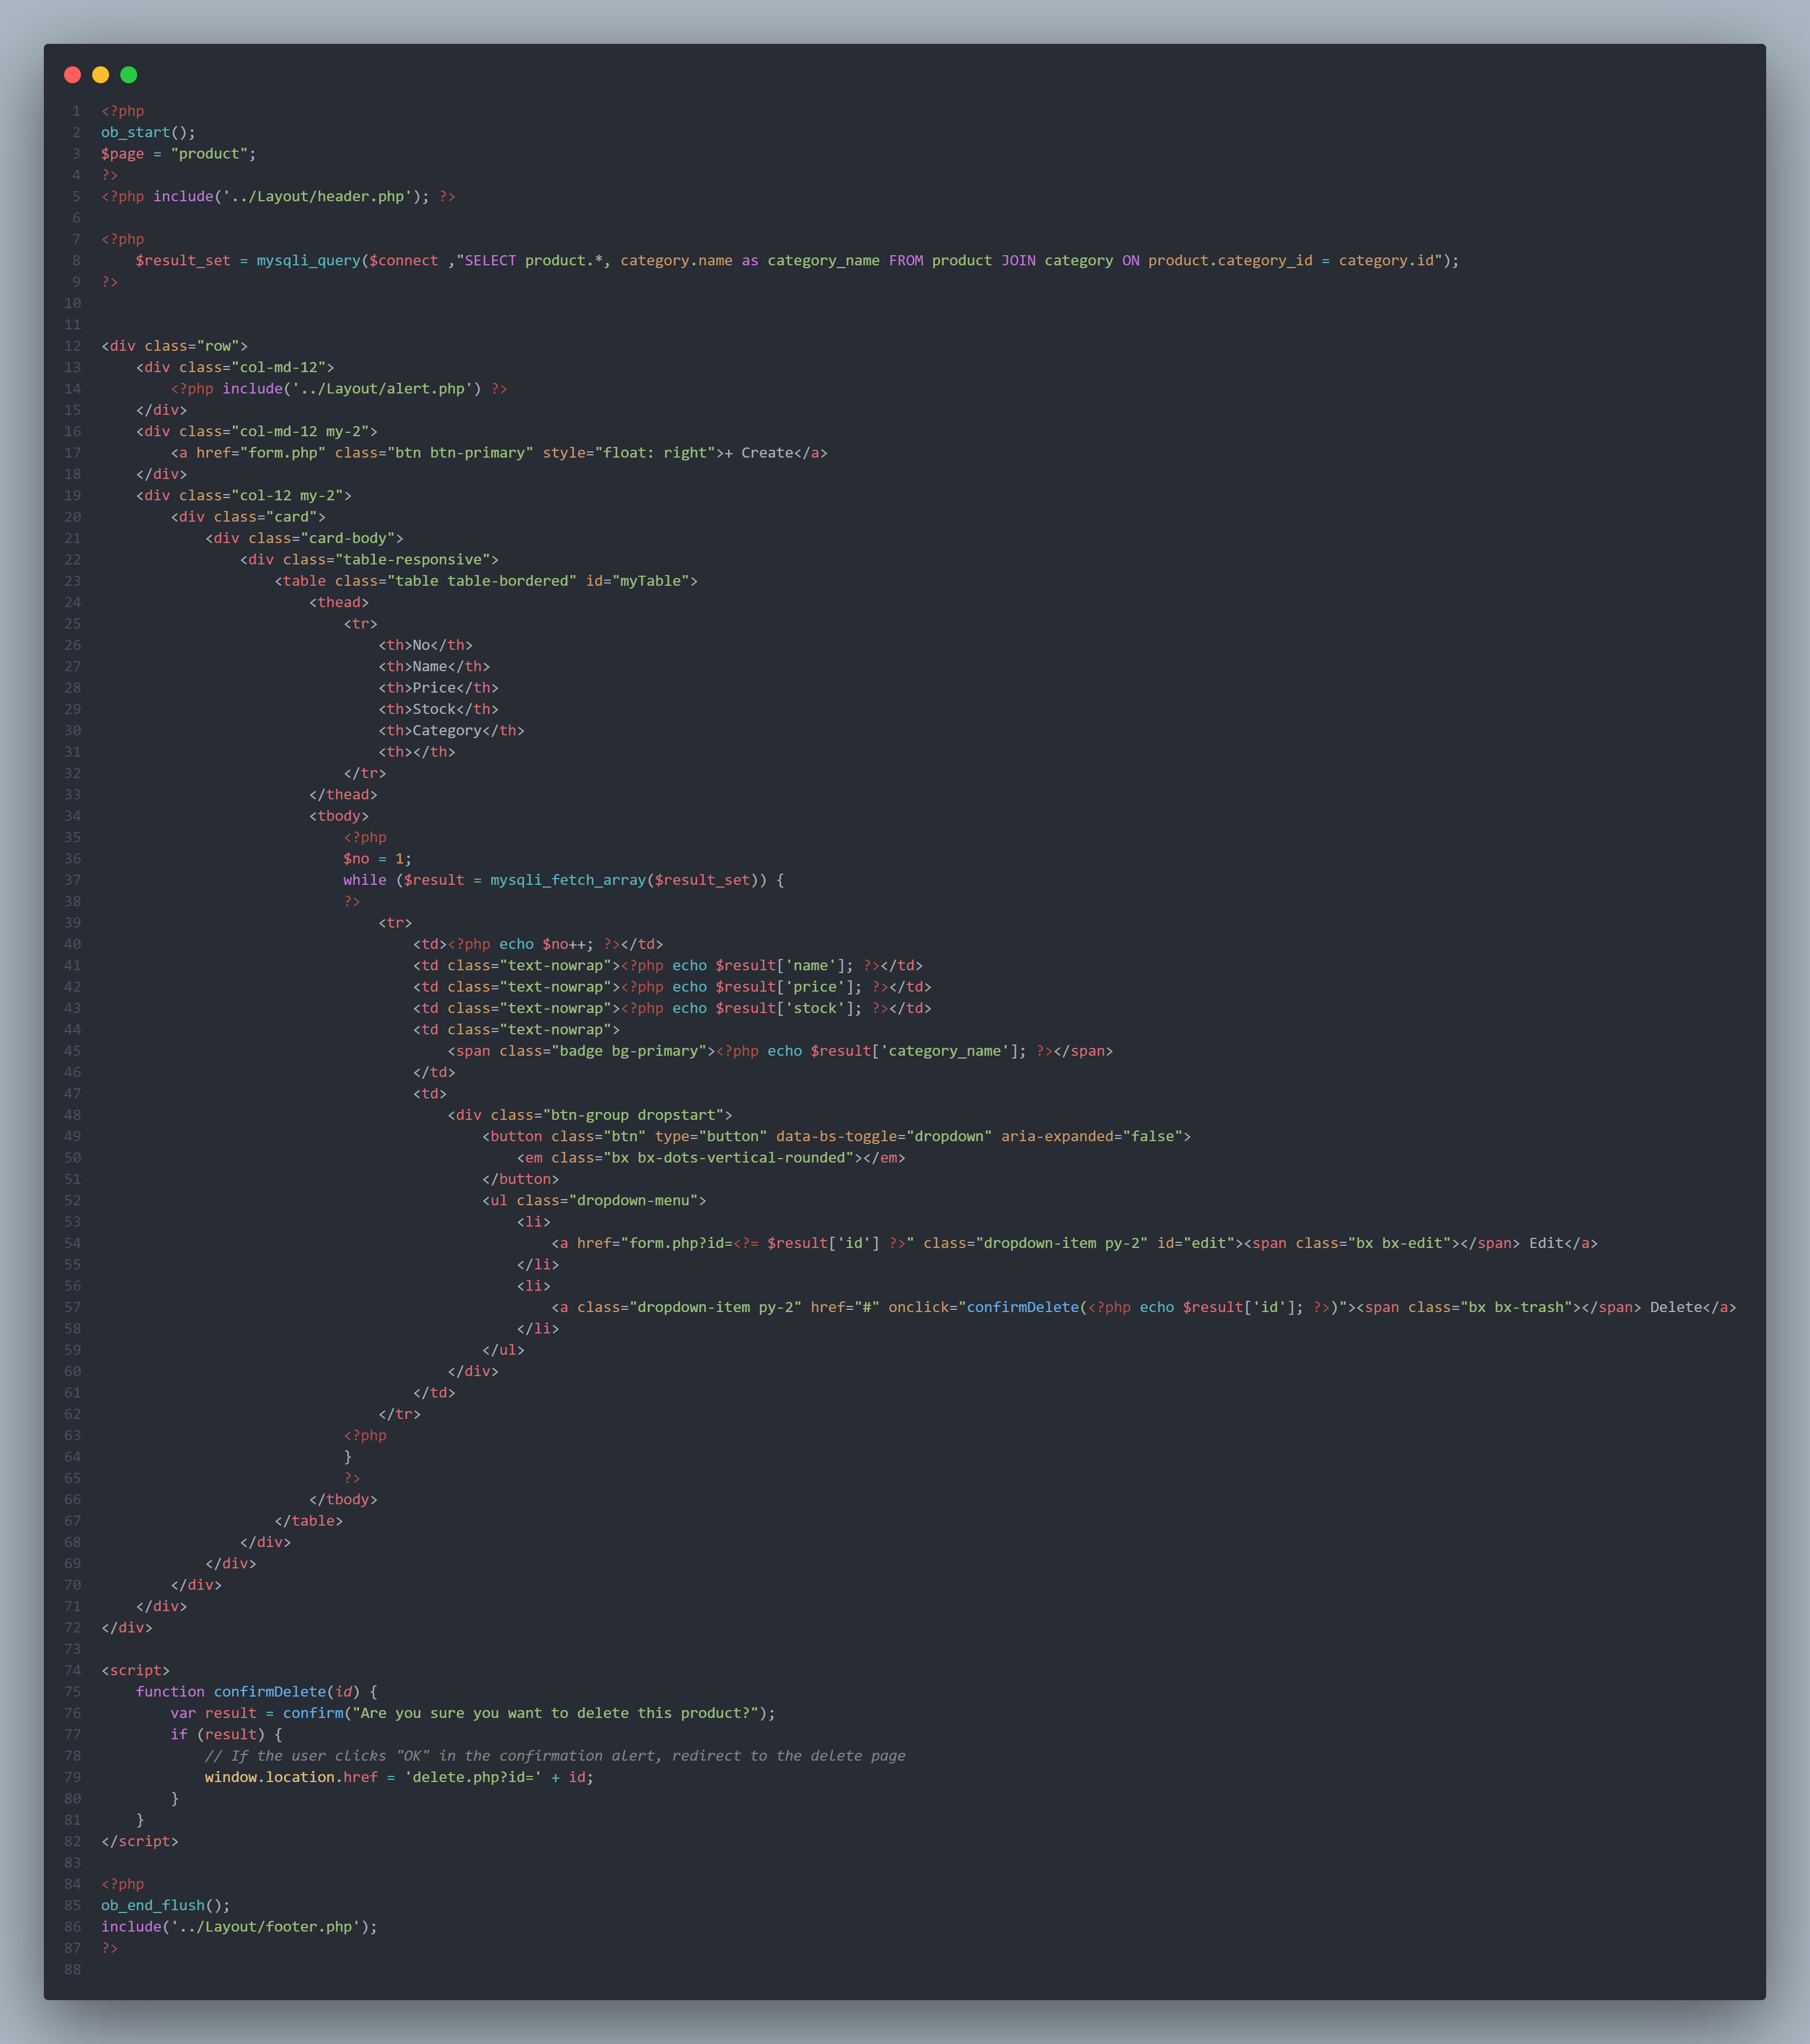 1 <?php
2 ob_start();
3 $page = "product";
4 ?>
5 <?php include('../Layout/header.php'); ?>
6
7 <?php
8     $result_set = mysqli_query($connect ,"SELECT product.*, category.name as category_name FROM product JOIN category ON product.category_id = category.id");
9 ?>
10
11
12 <div class="row">
13     <div class="col-md-12">
14         <?php include('../Layout/alert.php') ?>
15     </div>
16     <div class="col-md-12 my-2">
17         <a href="form.php" class="btn btn-primary" style="float: right">+ Create</a>
18     </div>
19     <div class="col-12 my-2">
20         <div class="card">
21             <div class="card-body">
22                 <div class="table-responsive">
23                     <table class="table table-bordered" id="myTable">
24                         <thead>
25                             <tr>
26                                 <th>No</th>
27                                 <th>Name</th>
28                                 <th>Price</th>
29                                 <th>Stock</th>
30                                 <th>Category</th>
31                                 <th></th>
32                             </tr>
33                         </thead>
34                         <tbody>
35                             <?php
36                             $no = 1;
37                             while ($result = mysqli_fetch_array($result_set)) {
38                             ?>
39                                 <tr>
40                                     <td><?php echo $no++; ?></td>
41                                     <td class="text-nowrap"><?php echo $result['name']; ?></td>
42                                     <td class="text-nowrap"><?php echo $result['price']; ?></td>
43                                     <td class="text-nowrap"><?php echo $result['stock']; ?></td>
44                                     <td class="text-nowrap">
45                                         <span class="badge bg-primary"><?php echo $result['category_name']; ?></span>
46                                     </td>
47                                     <td>
48                                         <div class="btn-group dropstart">
49                                             <button class="btn" type="button" data-bs-toggle="dropdown" aria-expanded="false">
50                                                 <em class="bx bx-dots-vertical-rounded"></em>
51                                             </button>
52                                             <ul class="dropdown-menu">
53                                                 <li>
54                                                     <a href="form.php?id=<?= $result['id'] ?>" class="dropdown-item py-2" id="edit"><span class="bx bx-edit"></span> Edit</a>
55                                                 </li>
56                                                 <li>
57                                                     <a class="dropdown-item py-2" href="#" onclick="confirmDelete(<?php echo $result['id']; ?>)"><span class="bx bx-trash"></span> Delete</a>
58                                                 </li>
59                                             </ul>
60                                         </div>
61                                     </td>
62                                 </tr>
63                             <?php
64                             }
65                             ?>
66                         </tbody>
67                     </table>
68                 </div>
69             </div>
70         </div>
71     </div>
72 </div>
73
74 <script>
75     function confirmDelete(id) {
76         var result = confirm("Are you sure you want to delete this product?");
77         if (result) {
78             // If the user clicks "OK" in the confirmation alert, redirect to the delete page
79             window.location.href = 'delete.php?id=' + id;
80         }
81     }
82 </script>
83
84 <?php
85 ob_end_flush();
86 include('../Layout/footer.php');
87 ?>
88